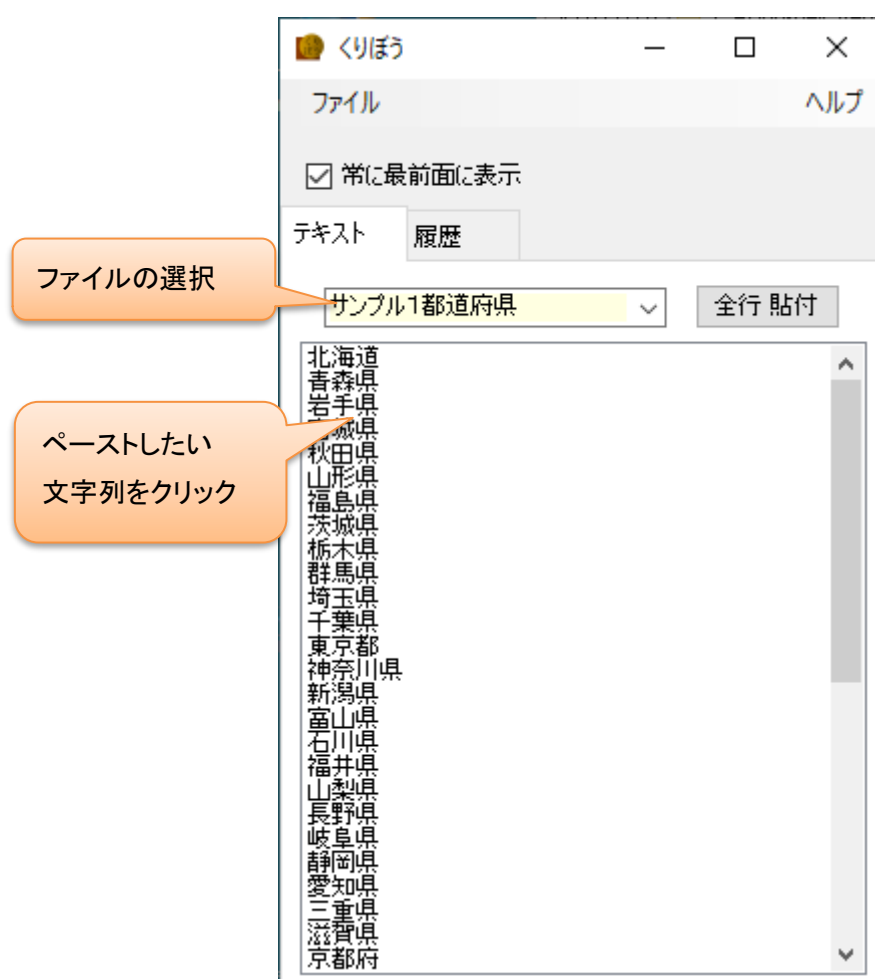 くりぼう
ファイル ヘルプ
常に最前面に表示
テキスト 履歴
ファイルの選択
サンプル1都道府県 全行 貼付
北海道
青森県
岩手県
宮城県
ペーストしたい
文字列をクリック
秋田県
山形県
福島県
茨城県
栃木県
群馬県
埼玉県
千葉県
東京都
神奈川県
新潟県
富山県
石川県
福井県
山梨県
長野県
岐阜県
静岡県
愛知県
三重県
滋賀県
京都府